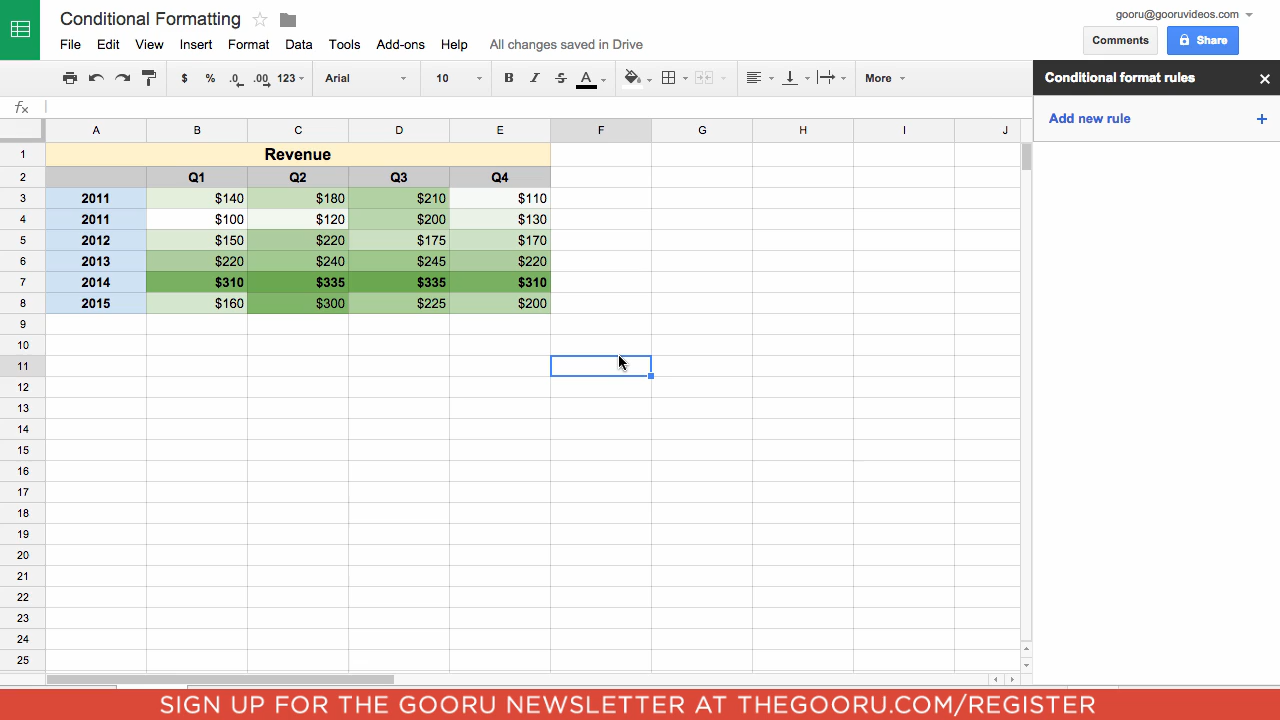 Conditional Formatting
gooru@gooruvideos.com
File Edit View Insert Format Data Tools Add-ons Help All changes saved in Drive
Comments Share
$ % .0 .00 123 Arial 10 B I S A More
Conditional format rules ×
fx
Add new rule +
A B C D E F G H I J
1 Revenue
2 Q1 Q2 Q3 Q4
3 2011 $140 $180 $210 $110
4 2011 $100 $120 $200 $130
5 2012 $150 $220 $175 $170
6 2013 $220 $240 $245 $220
7 2014 $310 $335 $335 $310
8 2015 $160 $300 $225 $200
9
10
11
12
13
14
15
16
17
18
19
20
21
22
23
24
25
SIGN UP FOR THE GOORU NEWSLETTER AT THEGOORU.COM/REGISTER